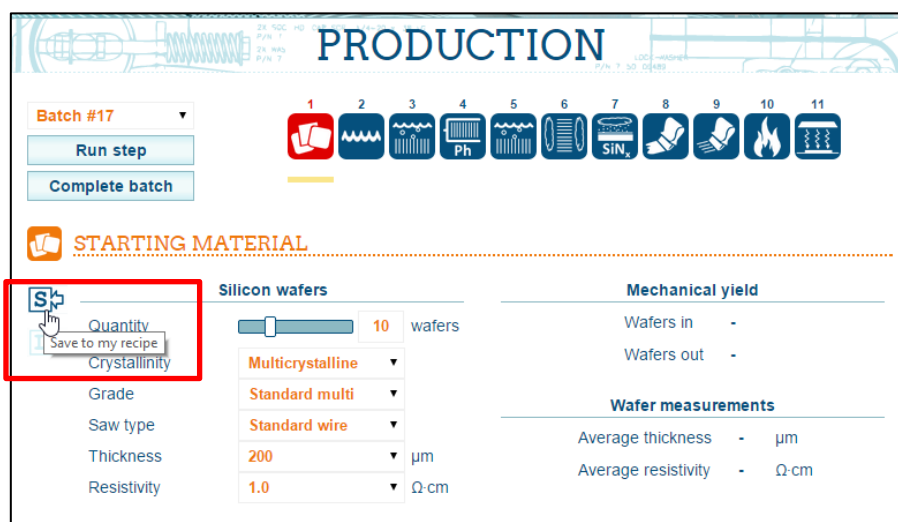 PRODUCTION
Batch #17
Run step
Complete batch
1 2 3 4 5 6 7 8 9 10 11
Ph
SiNx
STARTING MATERIAL
S
Silicon wafers
Quantity 10 wafers
Save to my recipe
Crystallinity Multicrystalline
Grade Standard multi
Saw type Standard wire
Thickness 200 µm
Resistivity 1.0 Ω·cm
Mechanical yield
Wafers in -
Wafers out -
Wafer measurements
Average thickness - µm
Average resistivity - Ω·cm